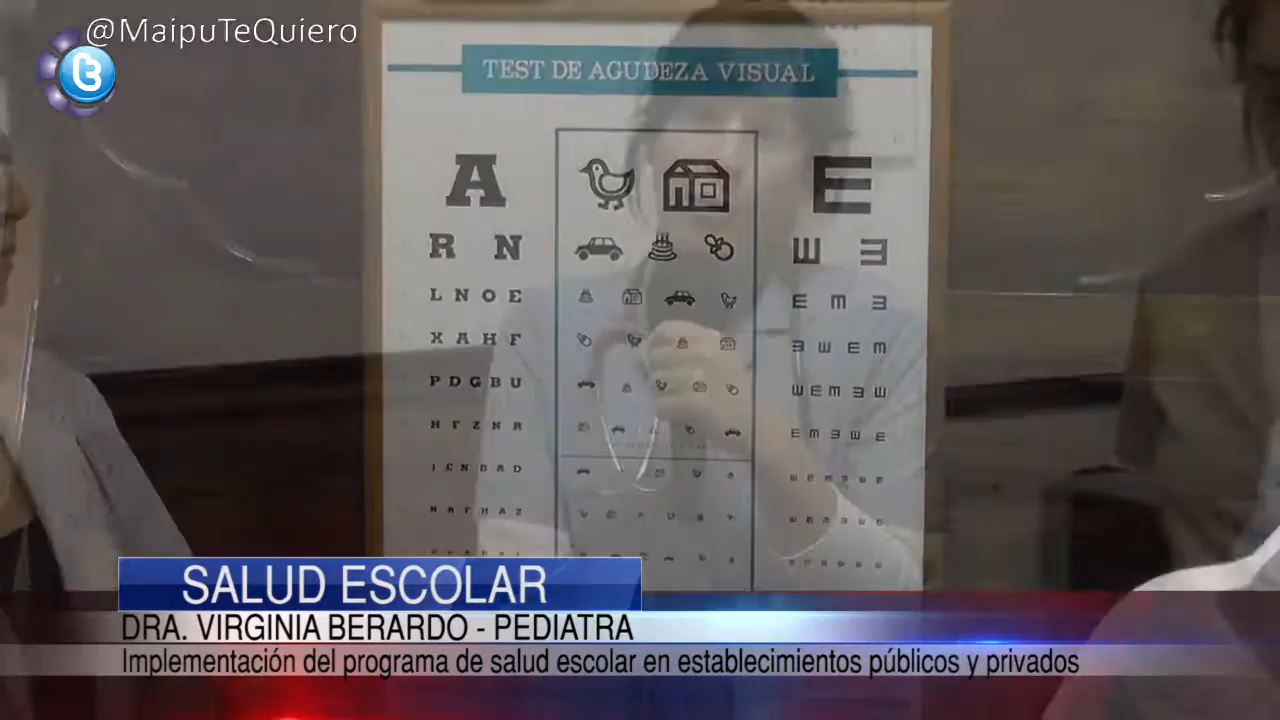 @MaipuTeQuiero
TEST DE AGUDEZA VISUAL
A
E
R N
L N O E
X A H F
P D G B U
H F Z N R
SALUD ESCOLAR
DRA. VIRGINIA BERARDO - PEDIATRA
Implementación del programa de salud escolar en establecimientos públicos y privados